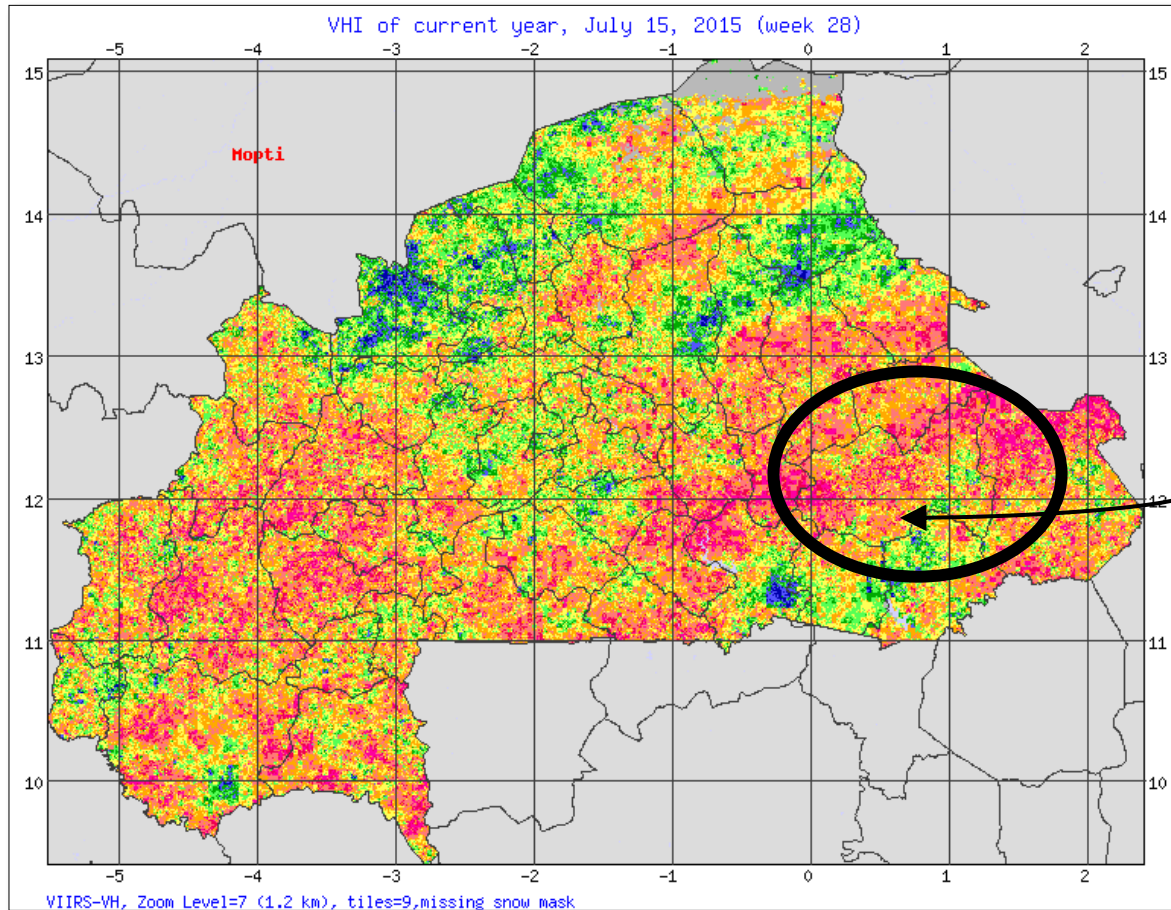 VHI of current year, July 15, 2015 (week 28)
-5 -4 -3 -2 -1 0 1 2
15 15
Mopti
14 14
13 13
12 12
11 11
10 10
-5 -4 -3 -2 -1 0 1 2
VIIRS-VH, Zoom Level=7 (1.2 km), tiles=9,missing snow mask